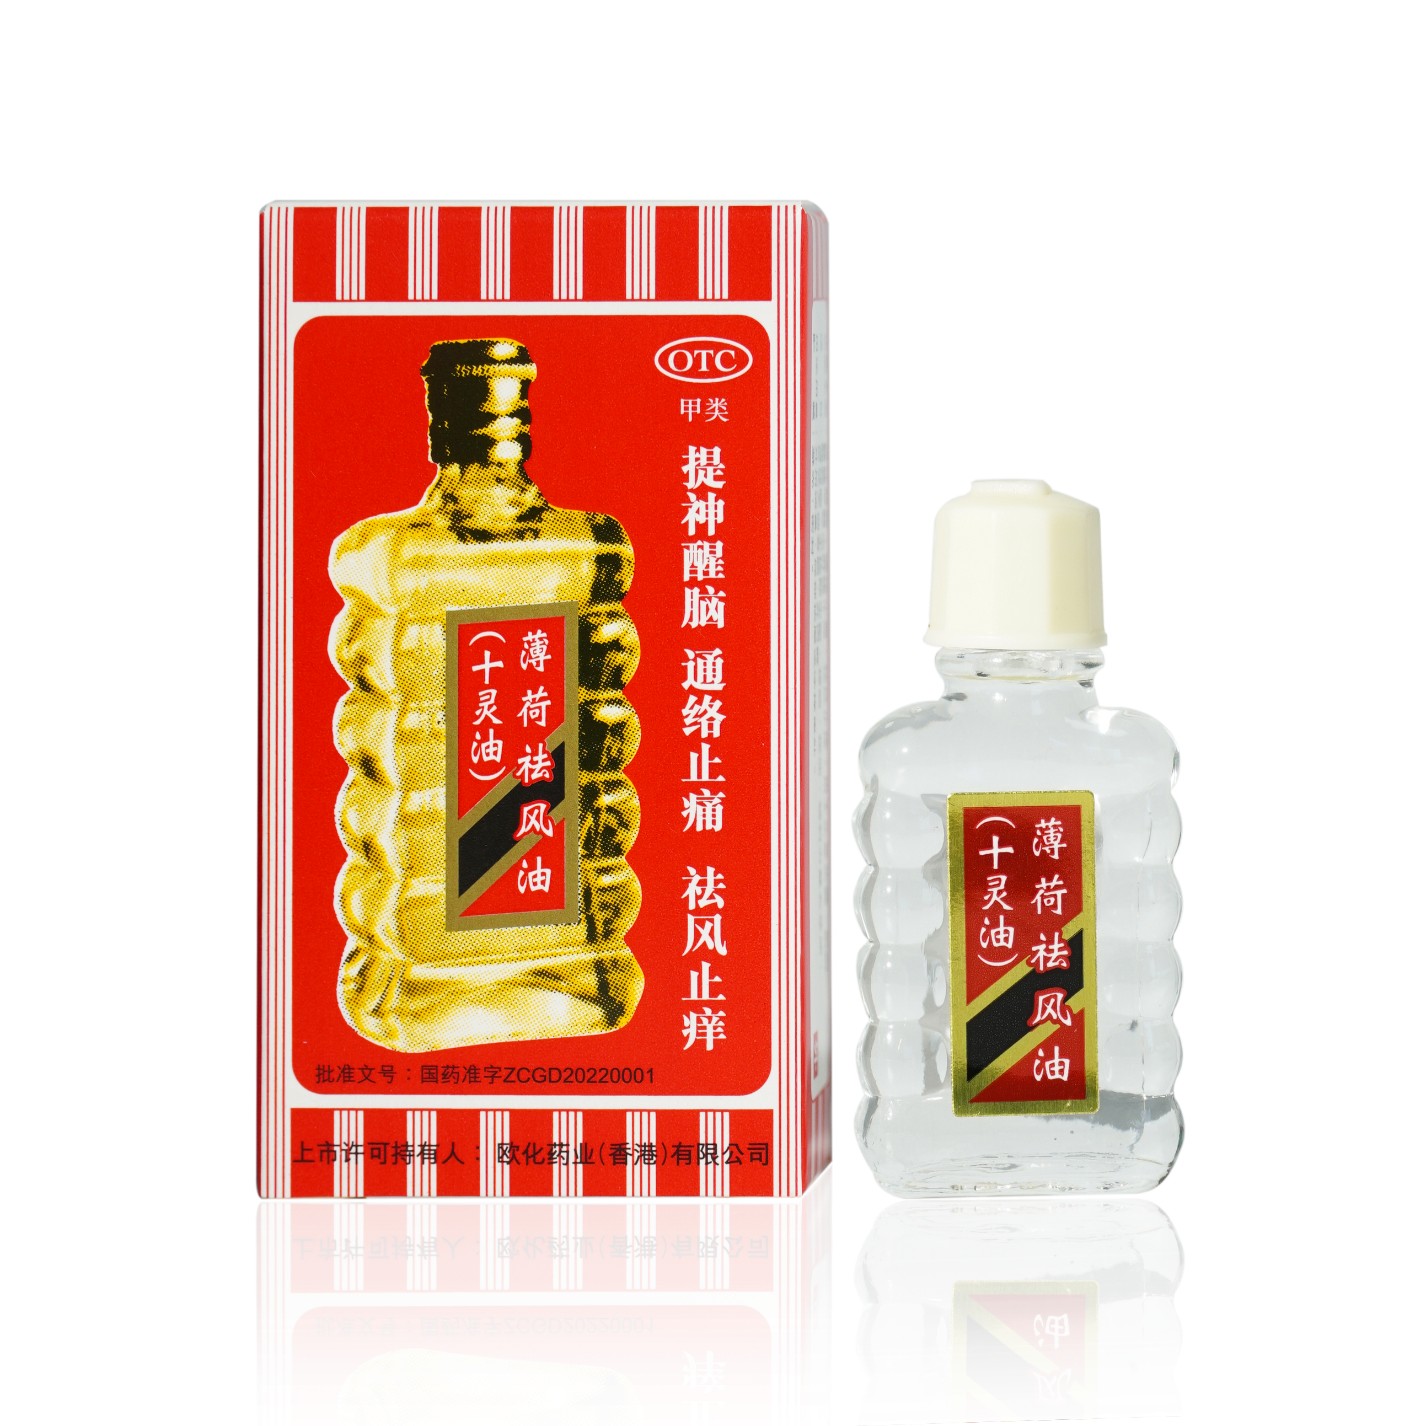 OTC
甲类
提神醒脑 通络止痛 祛风止痒
薄荷祛风油
(十灵油)
批准文号：国药准字ZCGD20220001
上市许可持有人：欧化药业(香港)有限公司
薄荷祛风油
(十灵油)